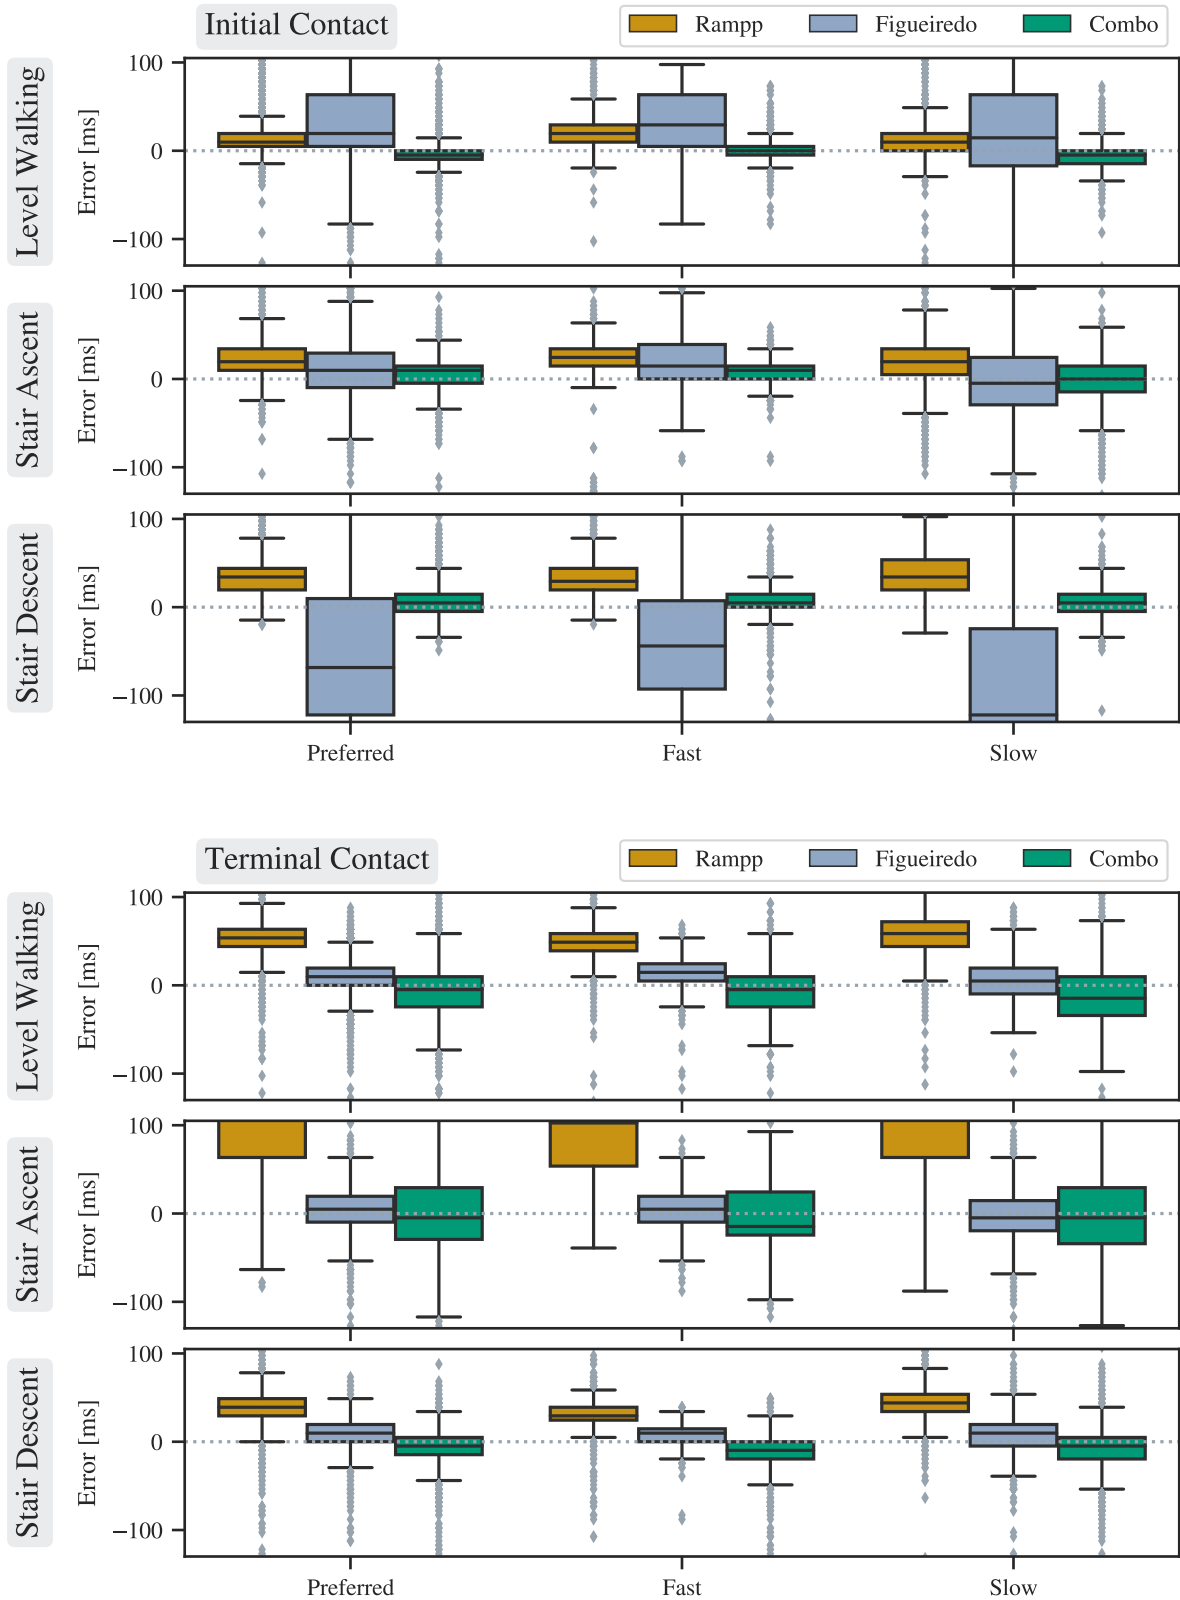 Initial Contact
Rampp Figueiredo Combo
Level Walking
Error [ms]
100
0
−100
Stair Ascent
Error [ms]
100
0
−100
Stair Descent
Error [ms]
100
0
−100
Preferred Fast Slow
Terminal Contact
Rampp Figueiredo Combo
Level Walking
Error [ms]
100
0
−100
Stair Ascent
Error [ms]
100
0
−100
Stair Descent
Error [ms]
100
0
−100
Preferred Fast Slow